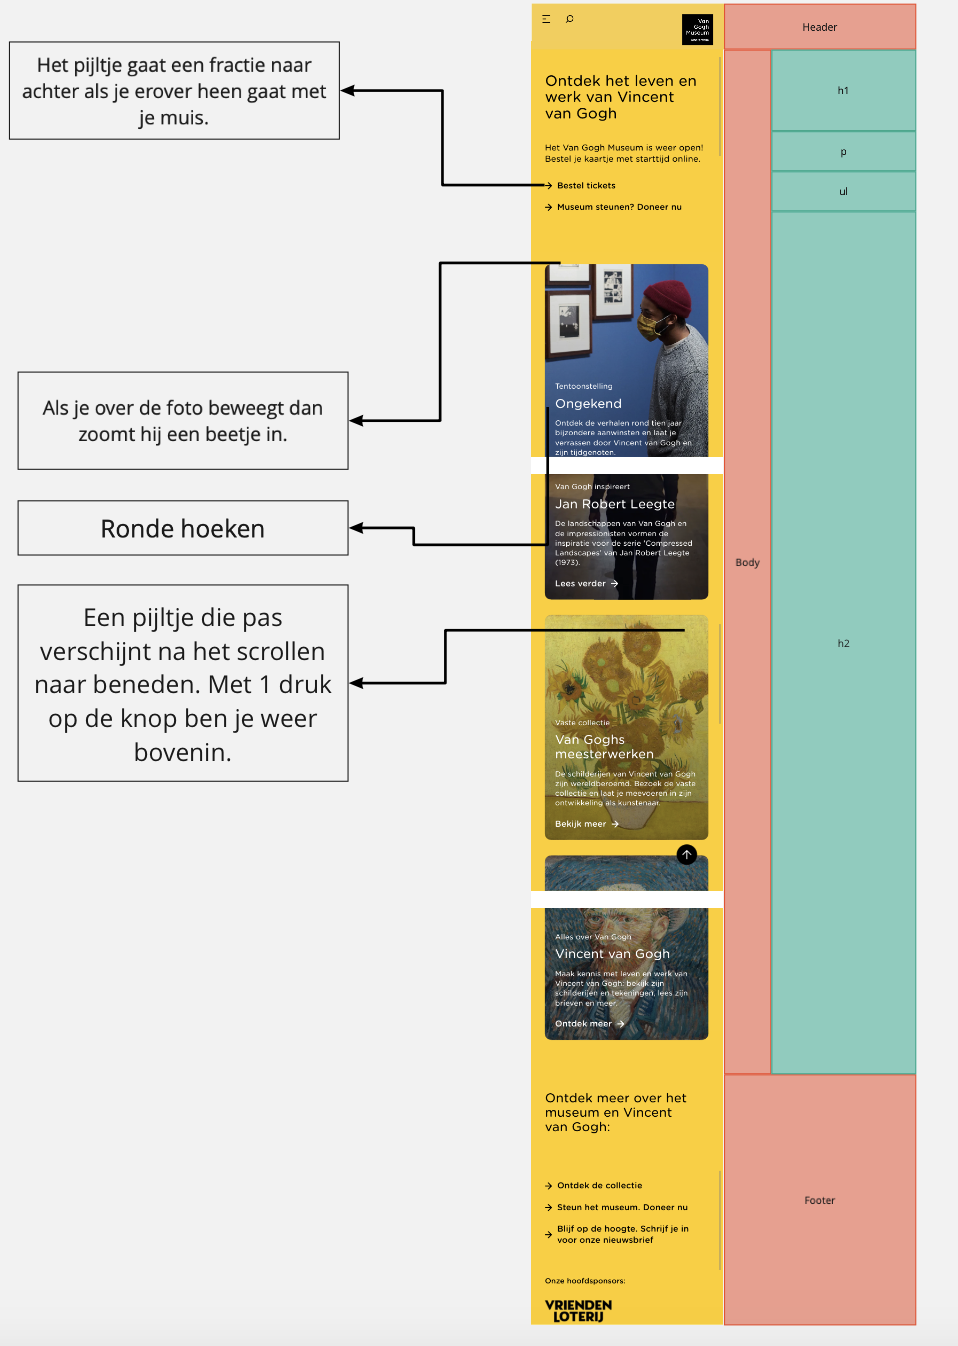 Het pijltje gaat een fractie naar
achter als je erover heen gaat met
je muis.
Als je over de foto beweegt dan
zoomt hij een beetje in.
Ronde hoeken
Een pijltje die pas
verschijnt na het scrollen
naar beneden. Met 1 druk
op de knop ben je weer
bovenin.
Van
Gogh
Museum
Ontdek het leven en
werk van Vincent
van Gogh
Het Van Gogh Museum is weer open!
Bestel je kaartje met starttijd online.
→ Bestel tickets
→ Museum steunen? Doneer nu
Tentoonstelling
Ongekend
Ontdek de verhalen rond tien jaar
bijzondere aanwinsten en laat je
verrassen door Vincent van Gogh en
zijn tijdgenoten.
Van Gogh inspireert
Jan Robert Leegte
De landschappen van Van Gogh en
de impressionisten vormen de
inspiratie voor de serie 'Compressed
Landscapes' van Jan Robert Leegte
(1973).
Lees verder →
Vaste collectie
Van Goghs
meesterwerken
De schilderijen van Vincent van Gogh
zijn wereldberoemd. Bezoek de vaste
collectie en laat je meevoeren in zijn
ontwikkeling als kunstenaar.
Bekijk meer →
Alles over Van Gogh
Vincent van Gogh
Maak kennis met leven en werk van
Vincent van Gogh: bekijk zijn
schilderijen en tekeningen, lees zijn
brieven en meer.
Ontdek meer →
Ontdek meer over het
museum en Vincent
van Gogh:
→ Ontdek de collectie
→ Steun het museum. Doneer nu
→ Blijf op de hoogte. Schrijf je in
voor onze nieuwsbrief
Onze hoofdsponsors:
VRIENDEN
LOTERIJ
Header
h1
p
ul
Body
h2
Footer